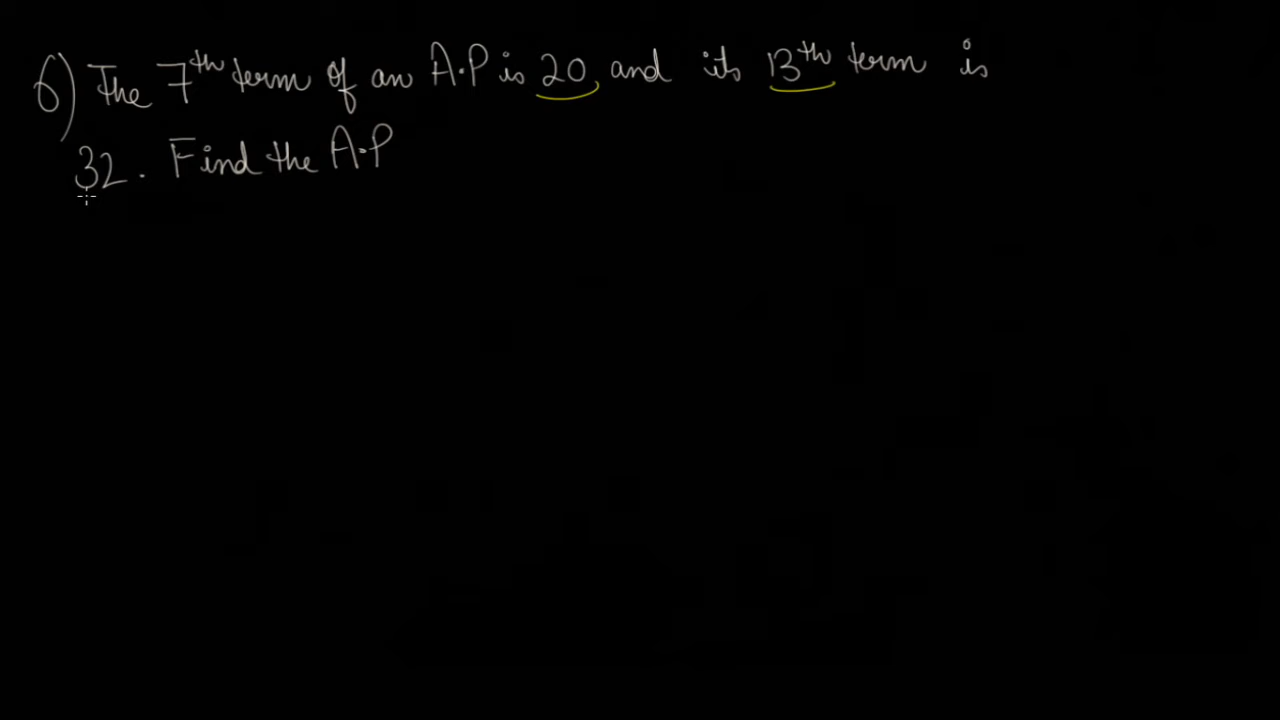 6) The 7th term of an A.P is 20 and its 13th term is
32. Find the A.P